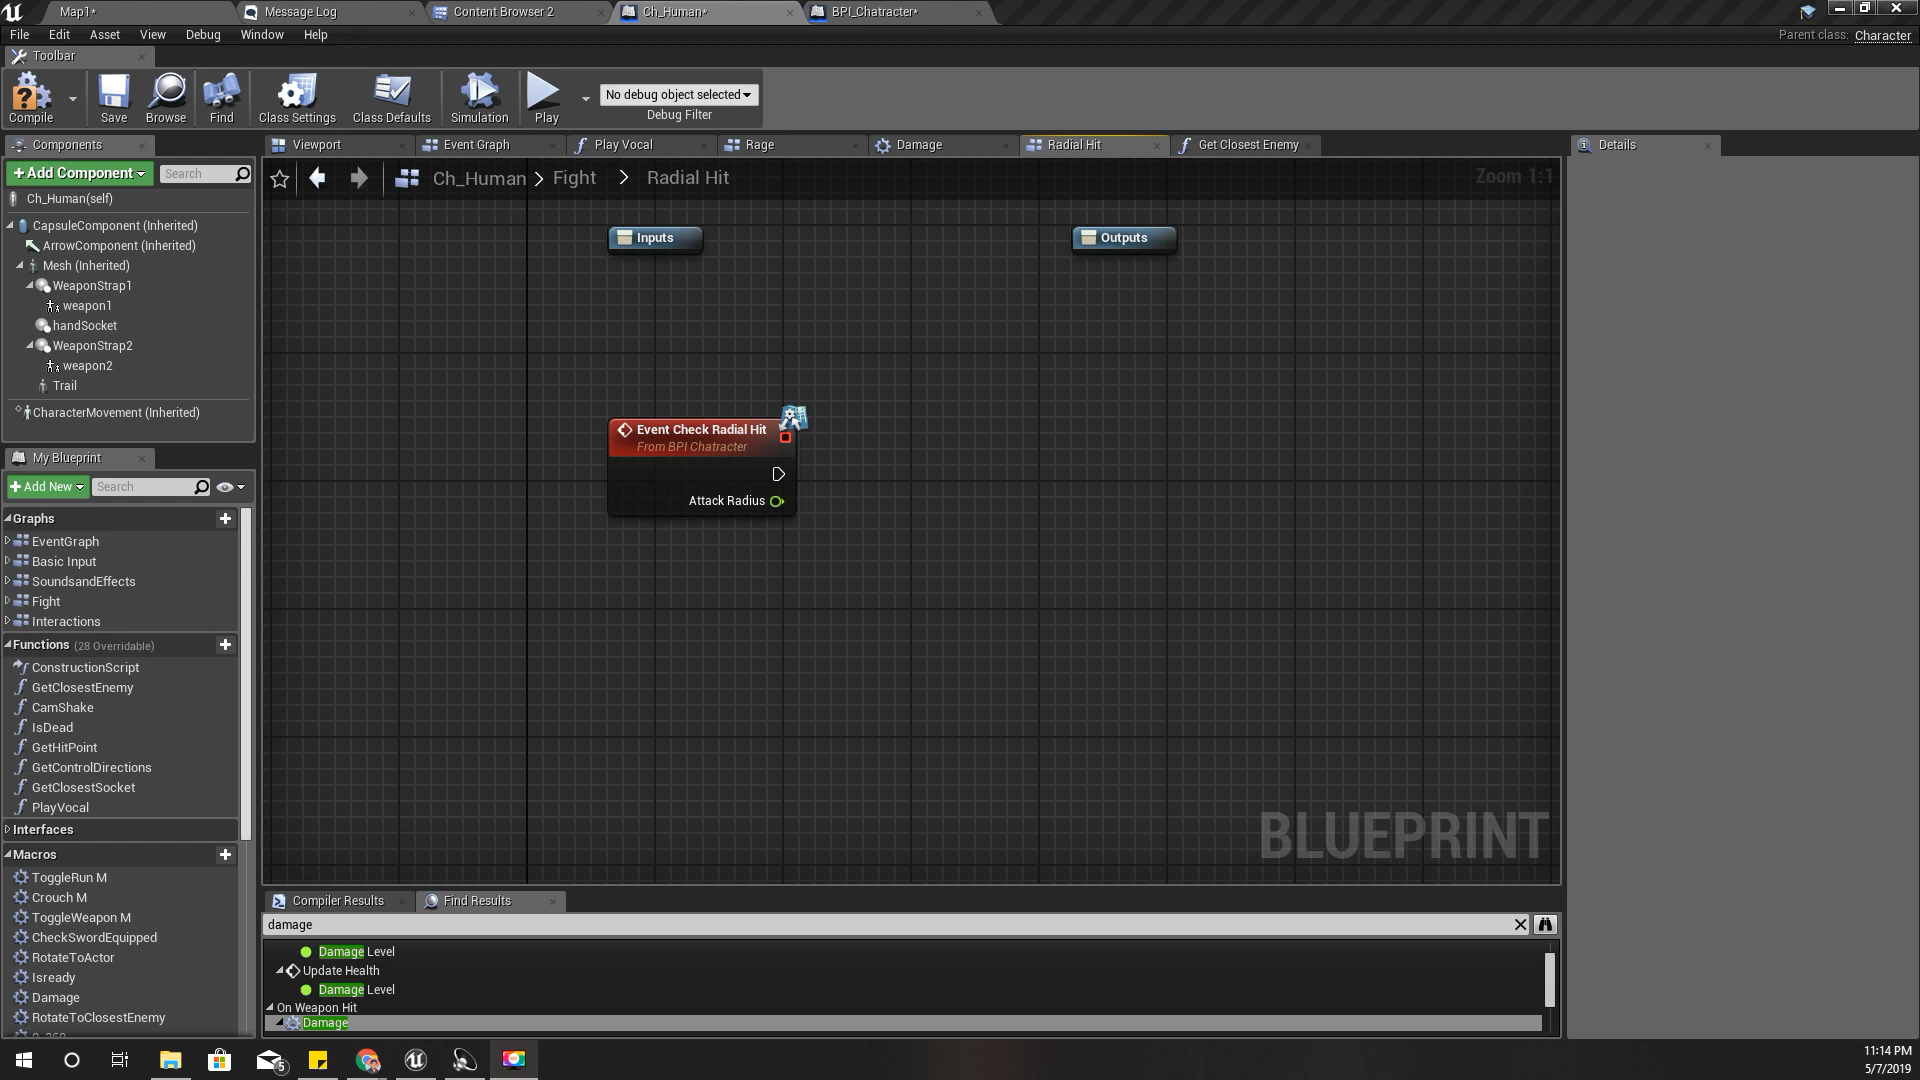 Map1*
Message Log
Content Browser 2
Ch_Human*
BPI_Chatracter*
File
Edit
Asset
View
Debug
Window
Help
Parent class: Character
Toolbar
Compile
Save
Browse
Find
Class Settings
Class Defaults
Simulation
Play
No debug object selected
Debug Filter
Components
+ Add Component
Search
Ch_Human(self)
CapsuleComponent (Inherited)
ArrowComponent (Inherited)
Mesh (Inherited)
WeaponStrap1
weapon1
handSocket
WeaponStrap2
weapon2
Trail
CharacterMovement (Inherited)
My Blueprint
+ Add New
Search
Graphs
EventGraph
Basic Input
SoundsandEffects
Fight
Interactions
Functions (28 Overridable)
ConstructionScript
GetClosestEnemy
CamShake
IsDead
GetHitPoint
GetControlDirections
GetClosestSocket
PlayVocal
Interfaces
Macros
ToggleRun M
Crouch M
ToggleWeapon M
CheckSwordEquipped
RotateToActor
Isready
Damage
RotateToClosestEnemy
Viewport
Event Graph
Play Vocal
Rage
Damage
Radial Hit
Get Closest Enemy
Ch_Human > Fight > Radial Hit
Zoom 1:1
Inputs
Outputs
Event Check Radial Hit
From BPI Chatracter
Attack Radius
BLUEPRINT
Compiler Results
Find Results
damage
Damage Level
Update Health
Damage Level
On Weapon Hit
Damage
Details
5
11:14 PM
5/7/2019